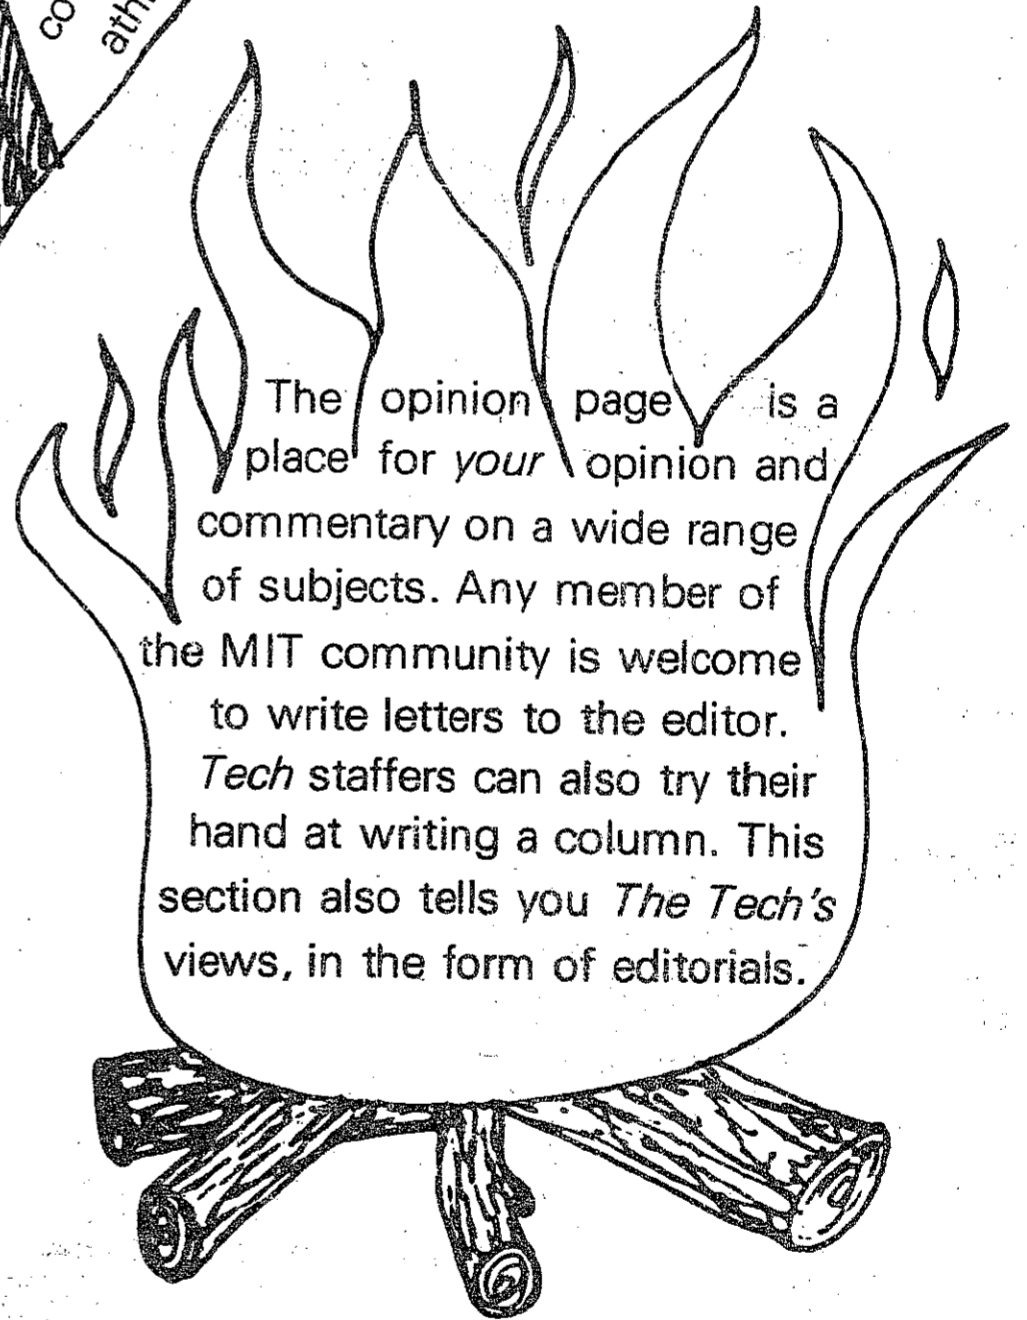 co
ath
The opinion page is a
place for your opinion and
commentary on a wide range
of subjects. Any member of
the MIT community is welcome
to write letters to the editor.
Tech staffers can also try their
hand at writing a column. This
section also tells you The Tech's
views, in the form of editorials.